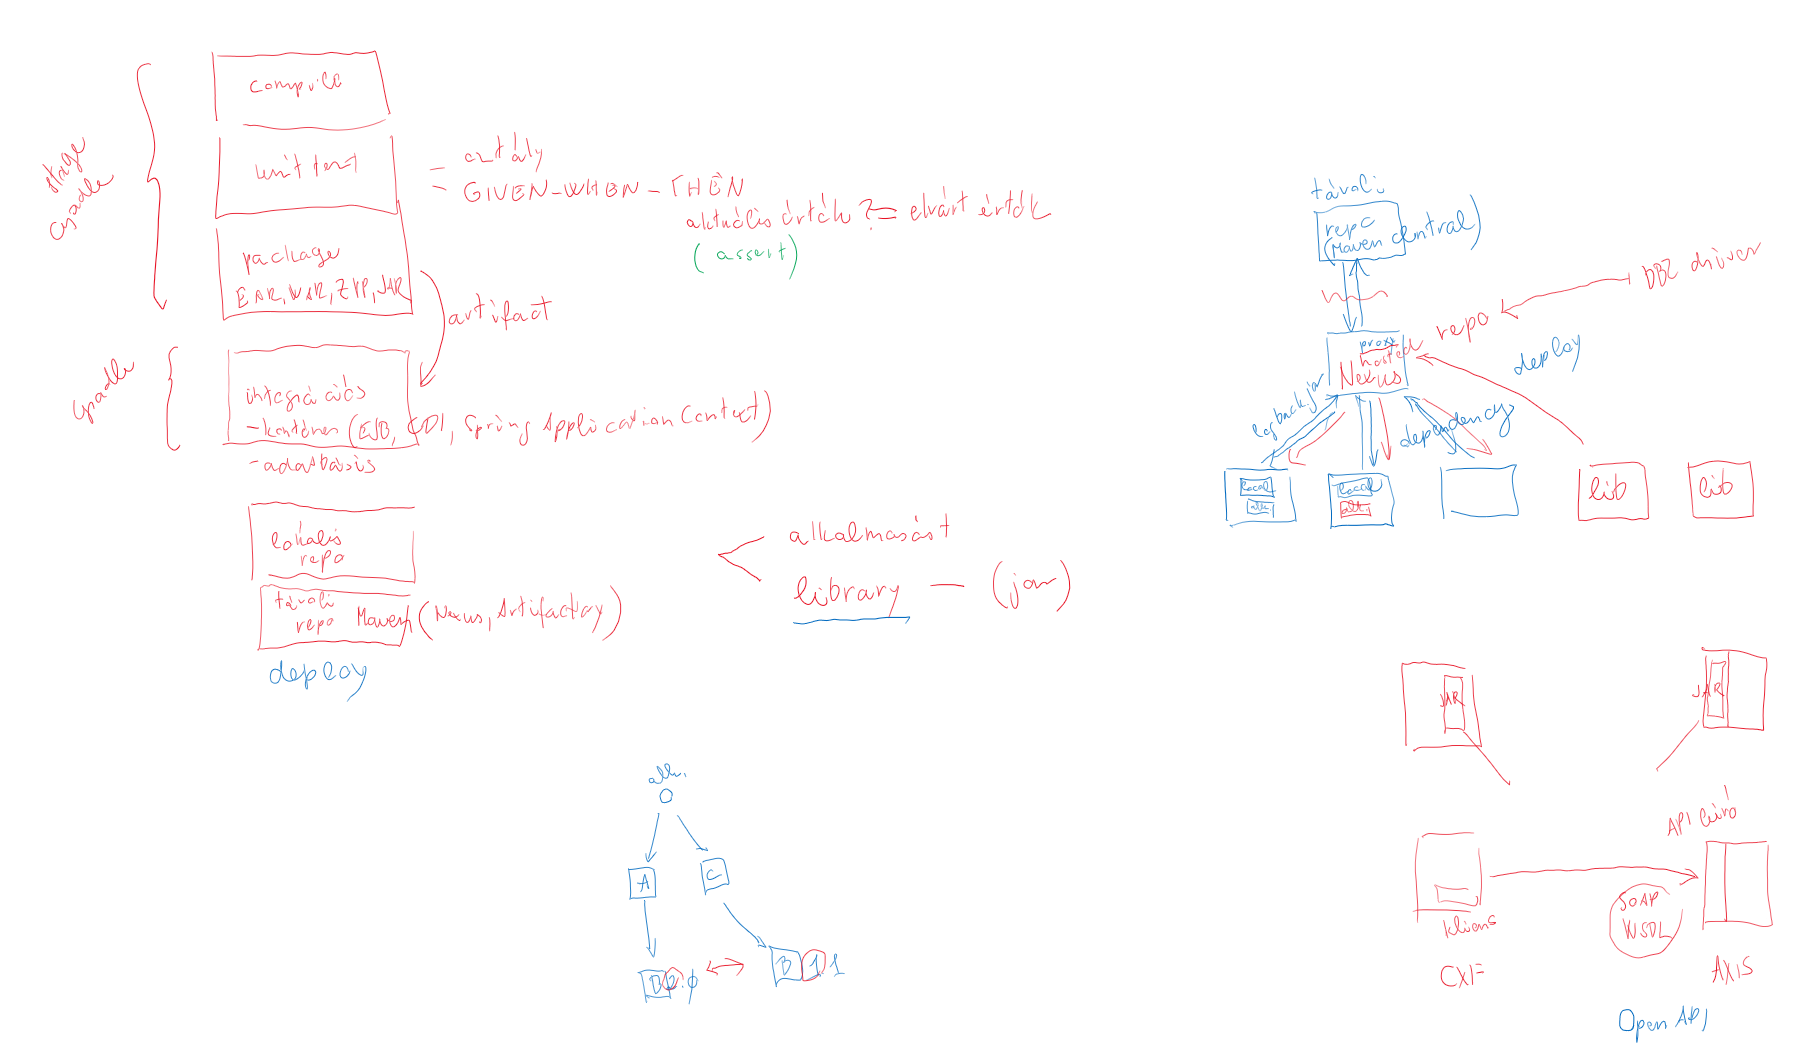 stage
Gradle
compile
unit test
package
EAR, WAR, ZIP, JAR
- osztály
- GIVEN-WHEN-THEN
aktuális érték ?= elvárt érték
(assert)
artifact
Gradle
integrációs
- konténer (EJB, CDI, Spring Application Context)
- adatbázis
lokális
repo
távoli
repo Maven (Nexus, Artifactory)
deploy
alkalmazást
library — (jar)
alk.
A
C
B 2.0
B 1.1
távoli
repo
(Maven Central)
DB2 driver
repo
proxy
hosted
Nexus
deploy
logback.jar
dependency
local
alk.
local
alk.
lib
lib
JAR
JAR
API leíró
kliens
SOAP
WSDL
CXF
AXIS
Open API